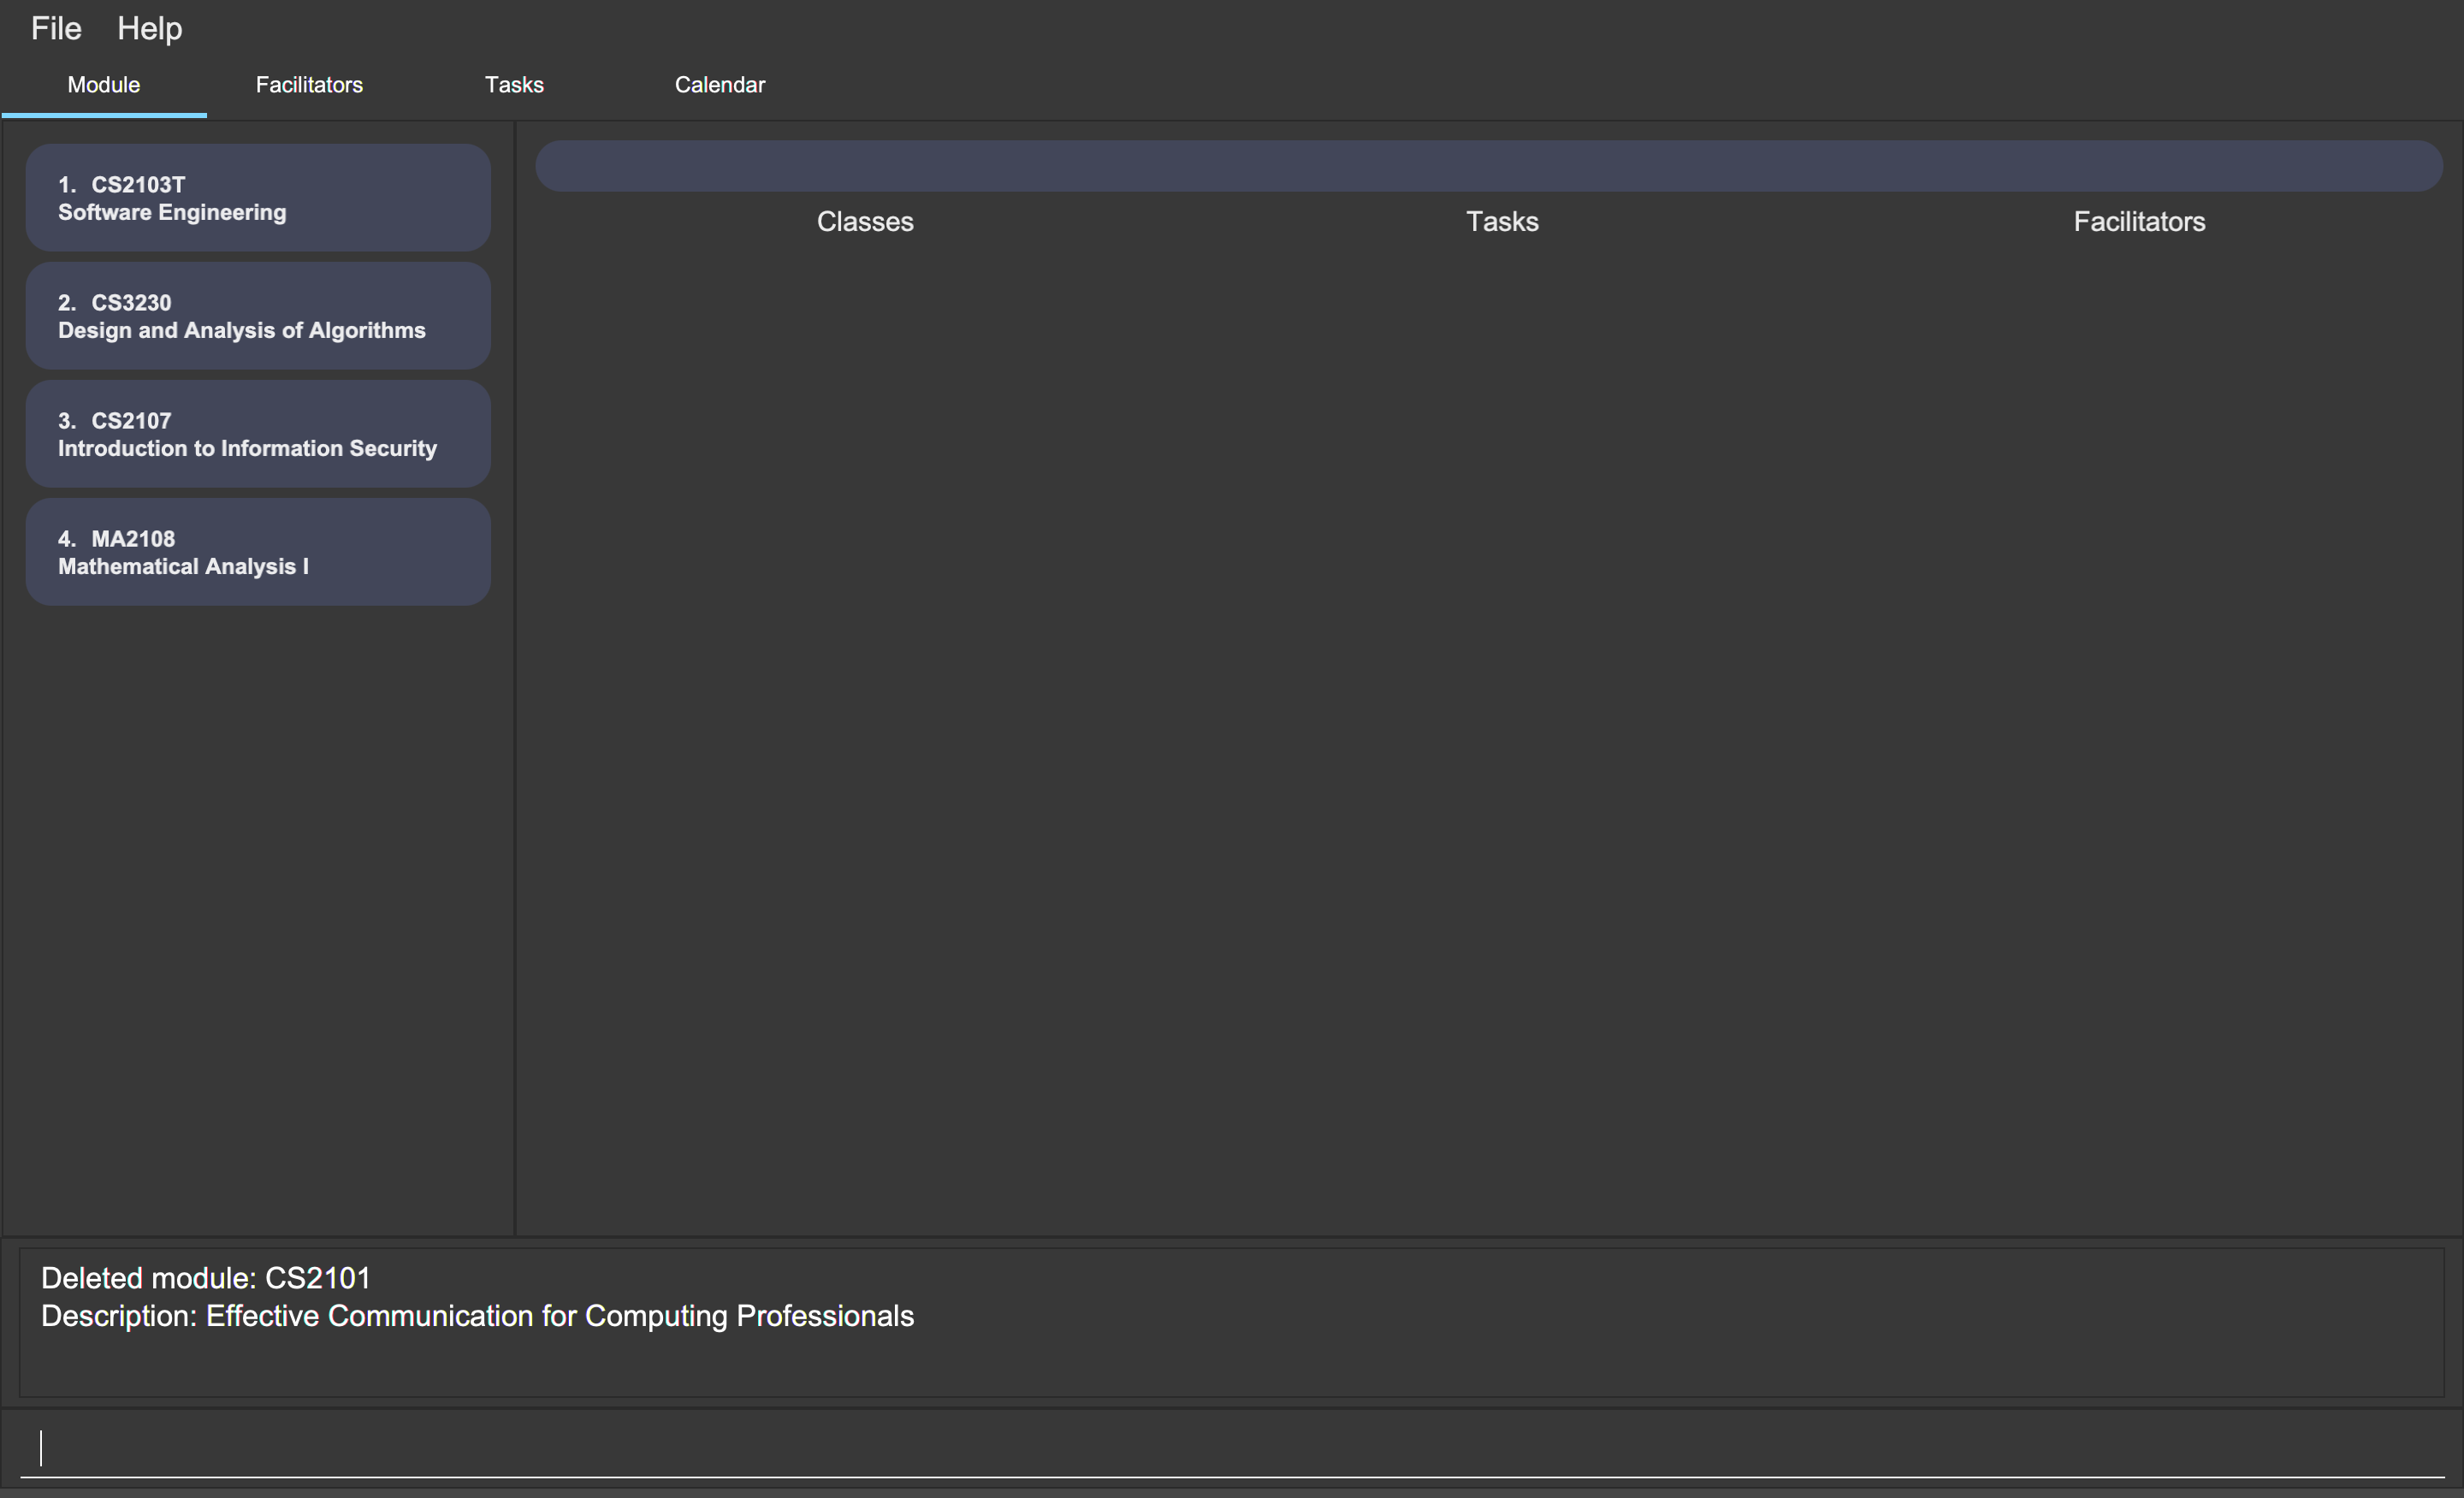 File Help
Module Facilitators Tasks Calendar
1. CS2103T
Software Engineering
2. CS3230
Design and Analysis of Algorithms
3. CS2107
Introduction to Information Security
4. MA2108
Mathematical Analysis I
Classes Tasks Facilitators
Deleted module: CS2101
Description: Effective Communication for Computing Professionals